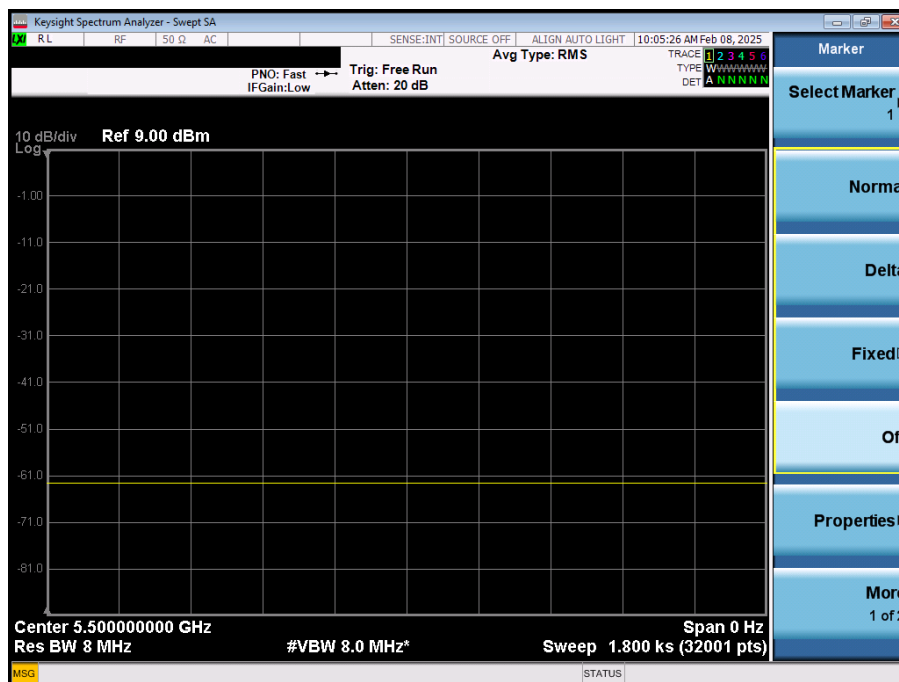 Keysight Spectrum Analyzer - Swept SA
LXI RL RF 50 Ω AC SENSE:INT SOURCE OFF ALIGN AUTO LIGHT 10:05:26 AM Feb 08, 2025
Marker
Avg Type: RMS
TRACE 1 2 3 4 5 6
PNO: Fast Trig: Free Run
TYPE WWWWWW
IFGain:Low Atten: 20 dB
DET A N N N N N
Select Marker
1
10 dB/div Ref 9.00 dBm
Log
Norma
-1.00
-11.0
Delta
-21.0
-31.0
Fixed
-41.0
-51.0
Of
-61.0
-71.0
Properties
-81.0
More
1 of 2
Center 5.500000000 GHz Span 0 Hz
Res BW 8 MHz #VBW 8.0 MHz* Sweep 1.800 ks (32001 pts)
MSG STATUS